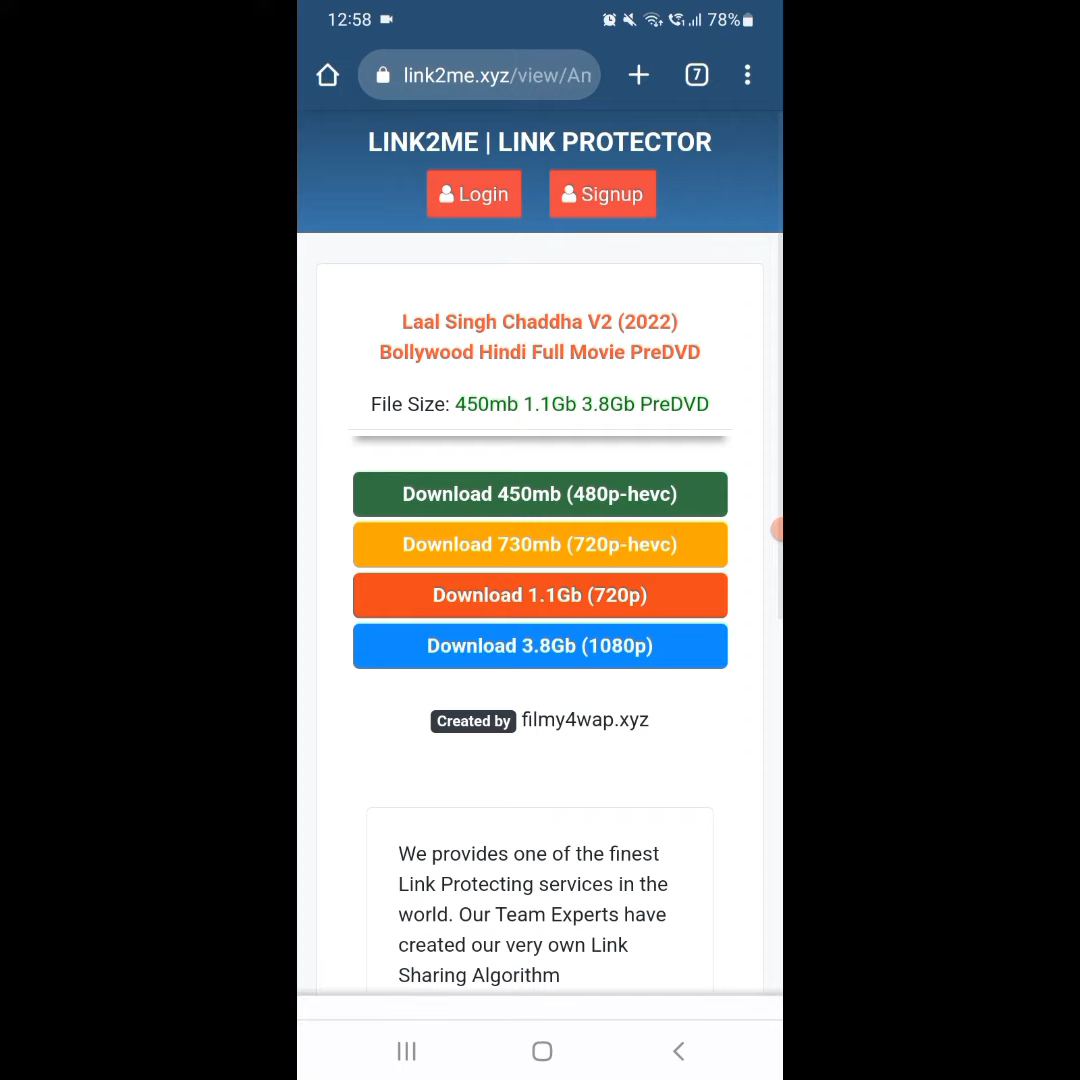 12:58 78%
link2me.xyz/view/An 7
LINK2ME | LINK PROTECTOR
Login Signup
Laal Singh Chaddha V2 (2022)
Bollywood Hindi Full Movie PreDVD
File Size: 450mb 1.1Gb 3.8Gb PreDVD
Download 450mb (480p-hevc)
Download 730mb (720p-hevc)
Download 1.1Gb (720p)
Download 3.8Gb (1080p)
Created by filmy4wap.xyz
We provides one of the finest
Link Protecting services in the
world. Our Team Experts have
created our very own Link
Sharing Algorithm